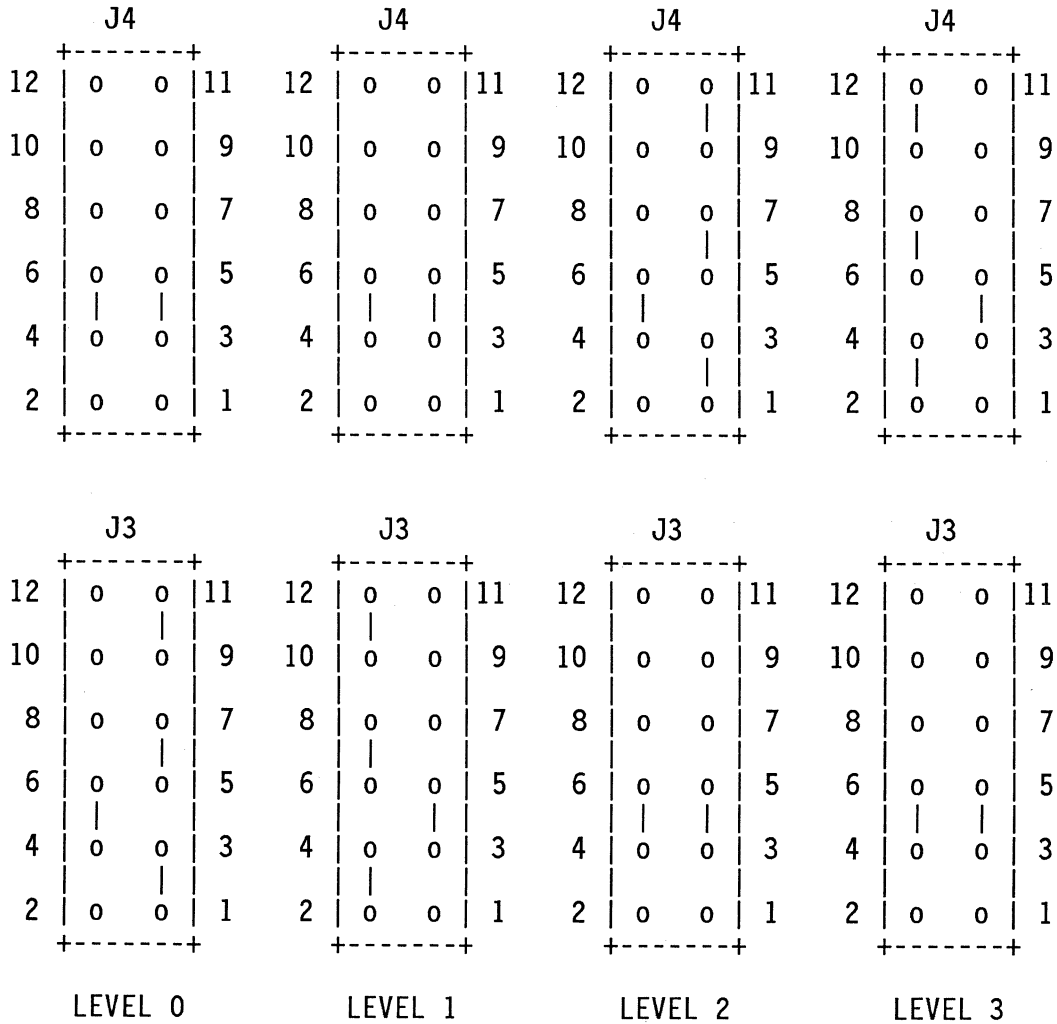 J4 J4 J4 J4
+-------+ +-------+ +-------+ +-------+
12 | o o | 11 12 | o o | 11 12 | o o | 11 12 | o o | 11
| | | | | | | | | |
10 | o o | 9 10 | o o | 9 10 | o o | 9 10 | o o | 9
8 | o o | 7 8 | o o | 7 8 | o o | 7 8 | o o | 7
| | | | | | | | | |
6 | o o | 5 6 | o o | 5 6 | o o | 5 6 | o o | 5
| | | | | | | | | | | | | |
4 | o o | 3 4 | o o | 3 4 | o o | 3 4 | o o | 3
| | | | | | | | | |
2 | o o | 1 2 | o o | 1 2 | o o | 1 2 | o o | 1
+-------+ +-------+ +-------+ +-------+
J3 J3 J3 J3
+-------+ +-------+ +-------+ +-------+
12 | o o | 11 12 | o o | 11 12 | o o | 11 12 | o o | 11
| | | | | | | | | |
10 | o o | 9 10 | o o | 9 10 | o o | 9 10 | o o | 9
8 | o o | 7 8 | o o | 7 8 | o o | 7 8 | o o | 7
| | | | | | | | | |
6 | o o | 5 6 | o o | 5 6 | o o | 5 6 | o o | 5
| | | | | | | | | | | | | |
4 | o o | 3 4 | o o | 3 4 | o o | 3 4 | o o | 3
| | | | | | | | | |
2 | o o | 1 2 | o o | 1 2 | o o | 1 2 | o o | 1
+-------+ +-------+ +-------+ +-------+
LEVEL 0 LEVEL 1 LEVEL 2 LEVEL 3